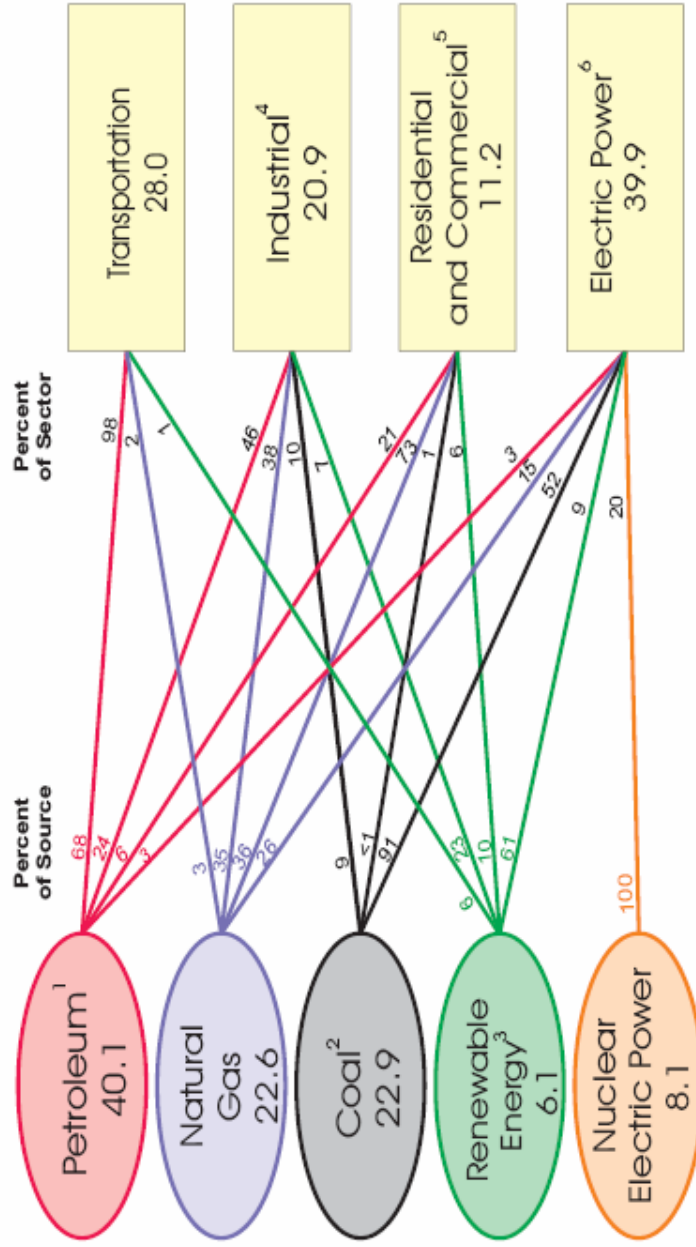 Percent
of Source
Percent
of Sector
Petroleum¹
40.1
68
24
6
3
98
2
1
Transportation
28.0
Natural
Gas
22.6
3
35
36
26
46
38
10
7
Industrial⁴
20.9
Coal²
22.9
9
<1
91
21
73
1
6
Residential
and Commercial⁵
11.2
Renewable
Energy³
6.1
6
23
10
61
3
15
52
9
20
Electric Power⁶
39.9
Nuclear
Electric Power
8.1
100